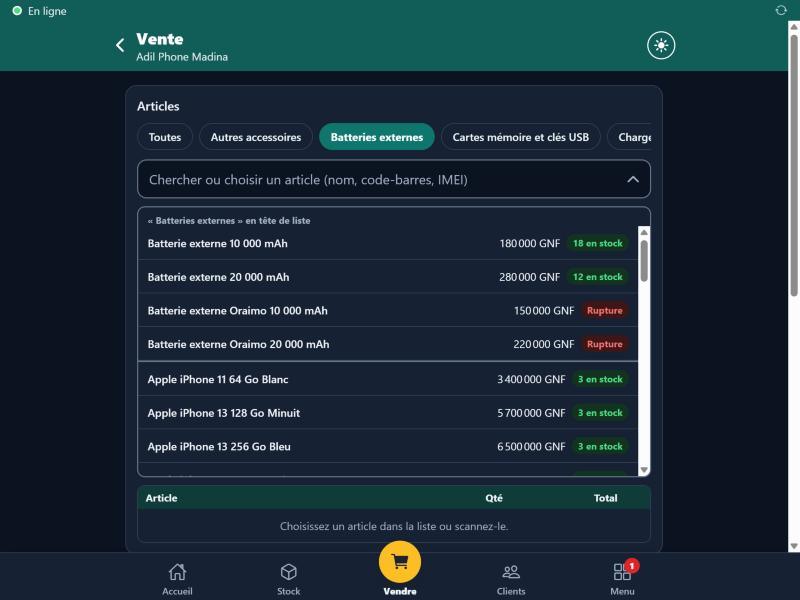 En ligne
Vente
Adil Phone Madina
Articles
Toutes Autres accessoires Batteries externes Cartes mémoire et clés USB Charge
Chercher ou choisir un article (nom, code-barres, IMEI)
« Batteries externes » en tête de liste
Batterie externe 10 000 mAh 180 000 GNF 18 en stock
Batterie externe 20 000 mAh 280 000 GNF 12 en stock
Batterie externe Oraimo 10 000 mAh 150 000 GNF Rupture
Batterie externe Oraimo 20 000 mAh 220 000 GNF Rupture
Apple iPhone 11 64 Go Blanc 3 400 000 GNF 3 en stock
Apple iPhone 13 128 Go Minuit 5 700 000 GNF 3 en stock
Apple iPhone 13 256 Go Bleu 6 500 000 GNF 3 en stock
Article Qté Total
Choisissez un article dans la liste ou scannez-le.
1
Accueil Stock Vendre Clients Menu